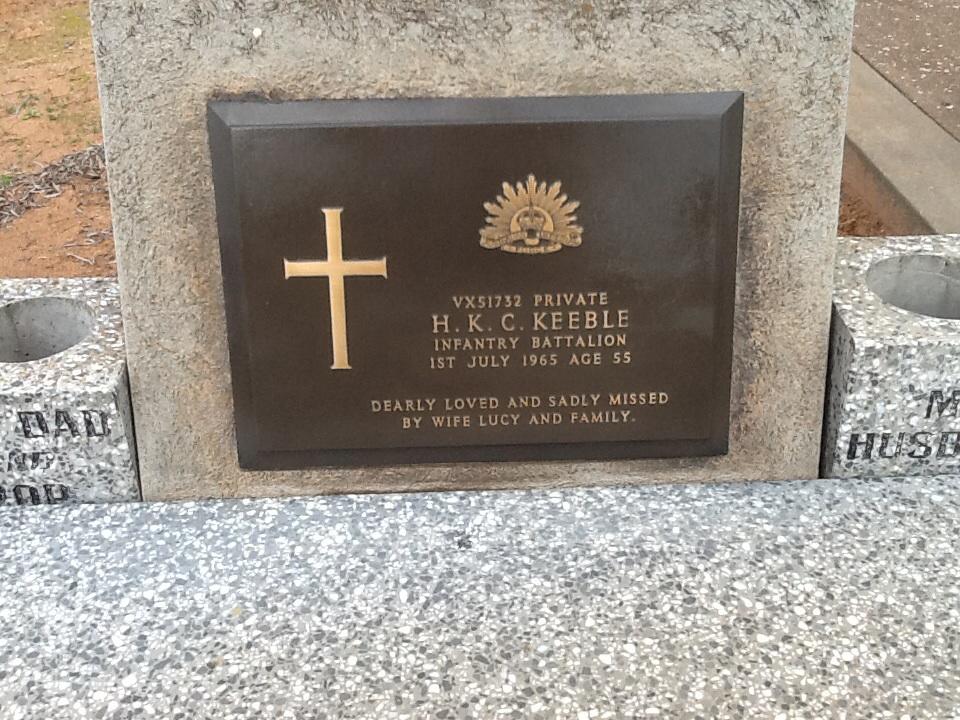 VX51732 PRIVATE
H. K. C. KEEBLE
INFANTRY BATTALION
1ST JULY 1965 AGE 55
DEARLY LOVED AND SADLY MISSED
BY WIFE LUCY AND FAMILY.
DAD